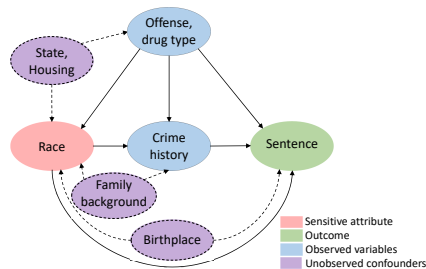 Offense,
drug type
State,
Housing
Race
Crime
history
Sentence
Family
background
Birthplace
Sensitive attribute
Outcome
Observed variables
Unobserved confounders